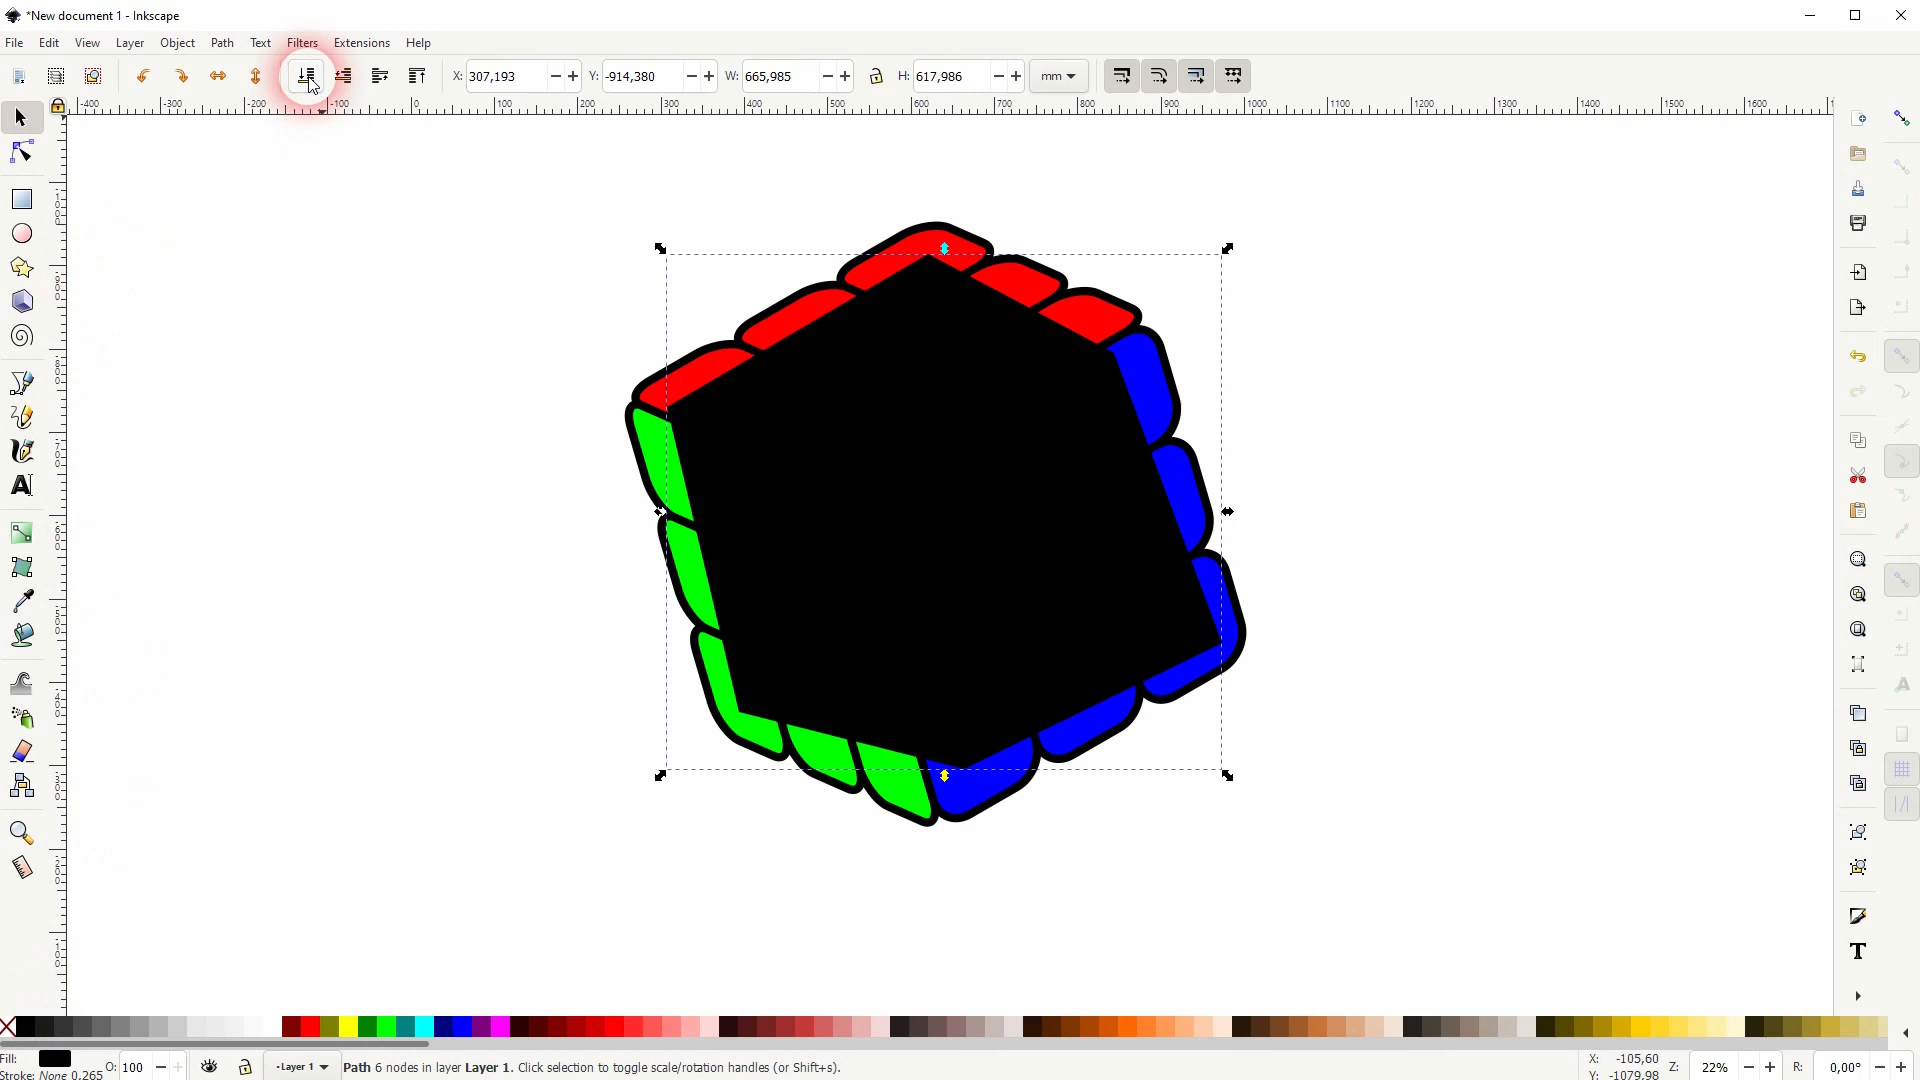 *New document 1 - Inkscape
File Edit View Layer Object Path Text Filters Extensions Help
X: 307,193 Y: -914,380 W: 665,985 H: 617,986 mm
-400 -300 -200 -100 0 100 200 300 400 500 600 700 800 900 1000 1100 1200 1300 1400 1500 1600
Fill:
Stroke: None 0,265 O: 100 Layer 1 Path 6 nodes in layer Layer 1. Click selection to toggle scale/rotation handles (or Shift+s).
X: -105,60
Y: -1079,98 Z: 22% R: 0,00°